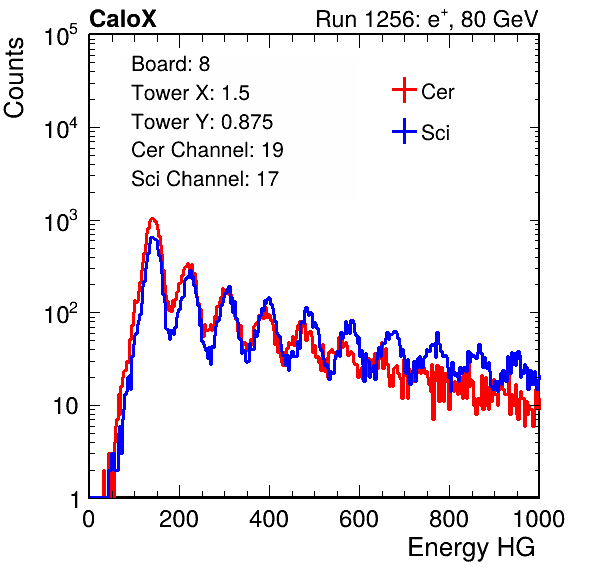 CaloX Run 1256: e⁺, 80 GeV
Counts
Board: 8
Tower X: 1.5
Tower Y: 0.875
Cer Channel: 19
Sci Channel: 17
Cer
Sci
10⁵
10⁴
10³
10²
10
1
0 200 400 600 800 1000
Energy HG